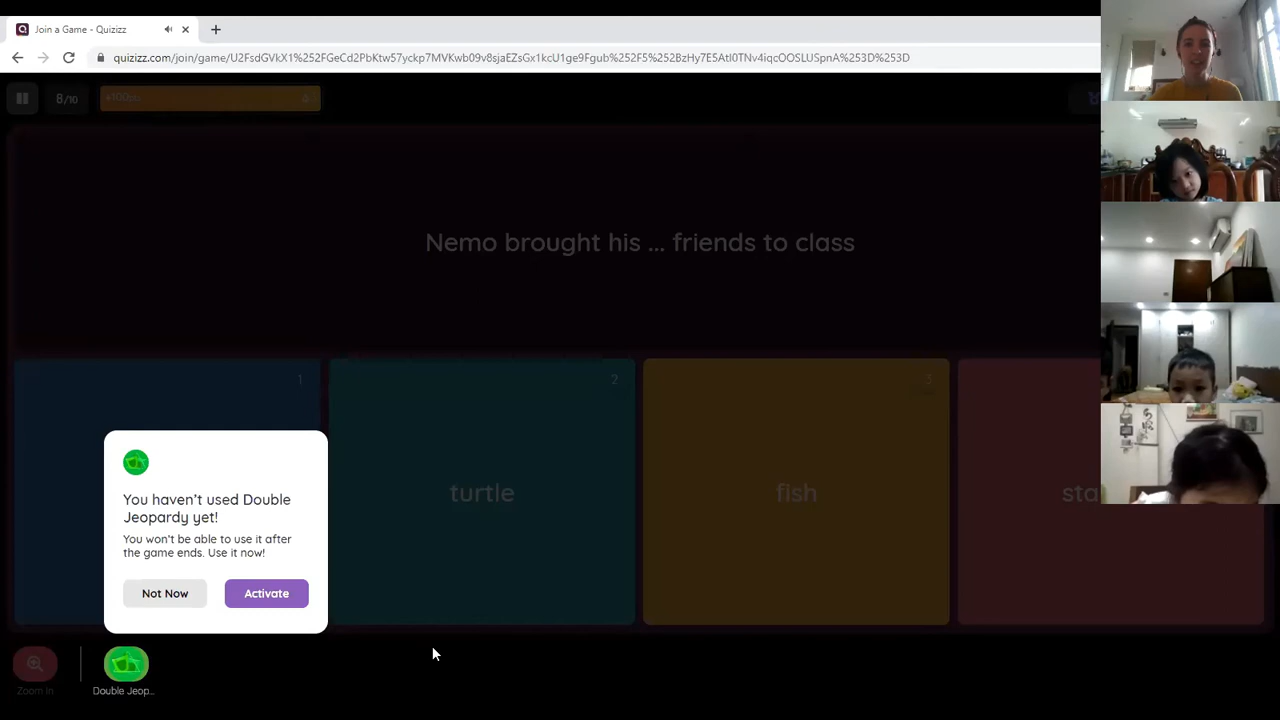 Join a Game - Quizizz
quizizz.com/join/game/U2FsdGVkX1%252FGeCd2PbKtw57yckp7MVKwb09v8sjaEZsGx1kcU1ge9Fgub%252F5%252BzHy7E5AtI0TNv4iqcOOSLUSpnA%253D%253D
8/10
Nemo brought his ... friends to class
1
2
3
turtle
fish
You haven't used Double
Jeopardy yet!
You won't be able to use it after
the game ends. Use it now!
Not Now
Activate
Zoom in
Double Jeop...